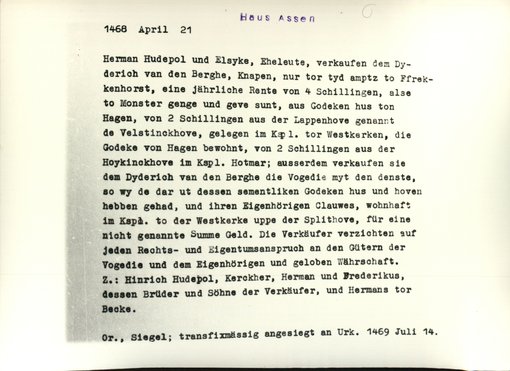 Haus Assen
1468 April 21
Herman Hudepol und Elsyke, Eheleute, verkaufen dem Dy-
derich van den Berghe, Knapen, nur tor tyd amptz to Ffrek-
kenhorst, eine jährliche Rente von 4 Schillingen, alse
to Monster genge und geve sunt, aus Godeken hus ton
Hagen, von 2 Schillingen aus der Lappenhove genannt
de Velstinckhove, gelegen im Kspl. tor Westkerken, die
Godeke von Hagen bewohnt, von 2 Schillingen aus der
Hoykinckhove im Kspl. Hotmar; ausserdem verkaufen sie
dem Dyderich van den Berghe die Vogedie myt den denste,
so wy de dar ut dessen sementliken Godeken hus und hoven
hebben gehad, und ihren Eigenhörigen Clauwes, wohnhaft
im Kspl. to der Westkerke uppe der Splithove, für eine
nicht genannte Summe Geld. Die Verkäufer verzichten auf
jeden Rechts- und Eigentumsanspruch an den Gütern der
Vogedie und dem Eigenhörigen und geloben Währschaft.
Z.: Hinrich Hudepol, Kerckher, Herman und Frederikus,
dessen Brüder und Söhne der Verkäufer, und Hermans tor
Becke.
Or., Siegel; transfixmässig angesiegt an Urk. 1469 Juli 14.